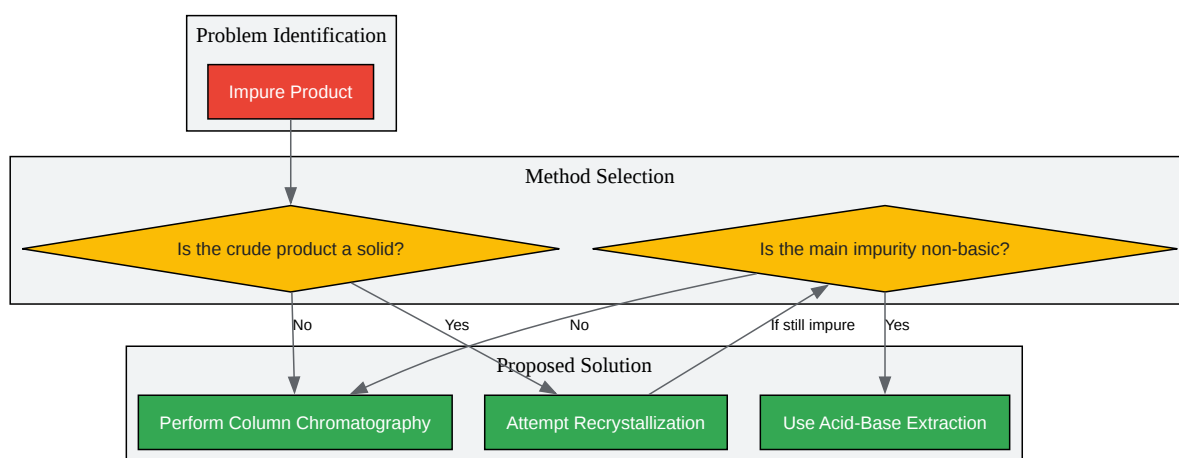 Problem Identification
Impure Product
Method Selection
Is the crude product a solid?
Is the main impurity non-basic?
No
Yes
No
If still impure
Yes
Proposed Solution
Perform Column Chromatography
Attempt Recrystallization
Use Acid-Base Extraction